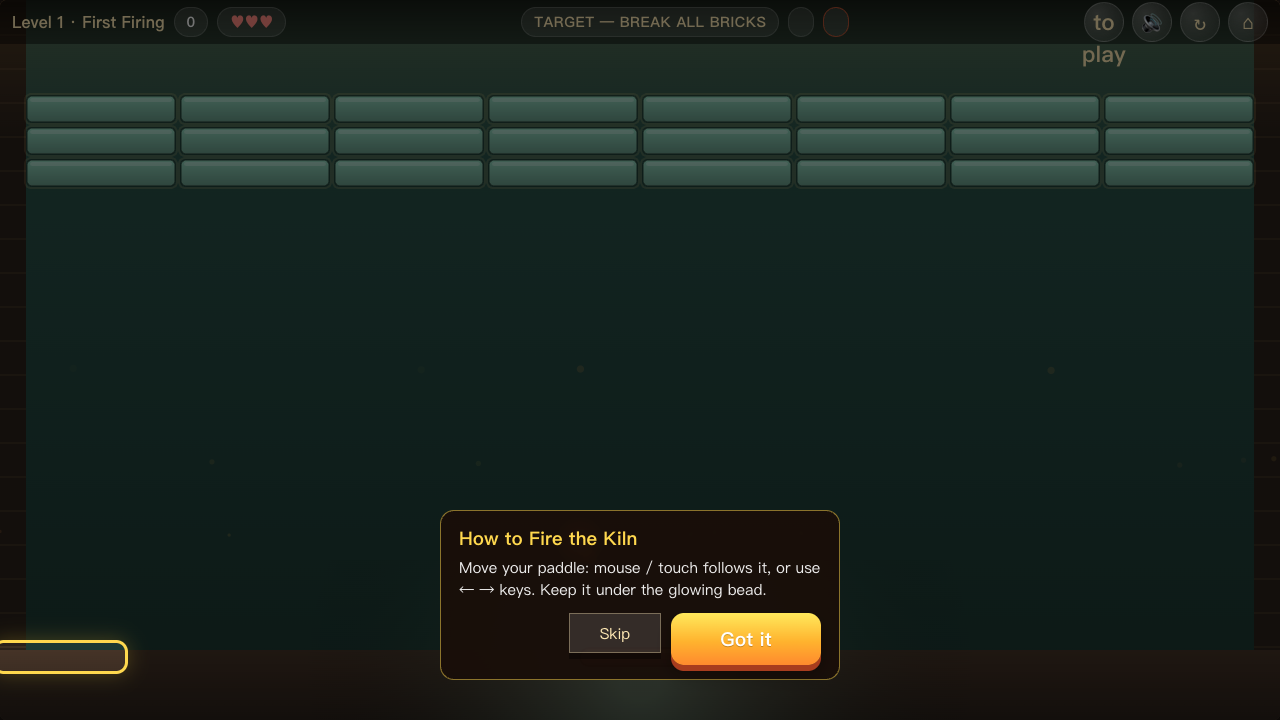 Level 1 · First Firing
0
TARGET — BREAK ALL BRICKS
to
play
How to Fire the Kiln
Move your paddle: mouse / touch follows it, or use
← → keys. Keep it under the glowing bead.
Skip
Got it